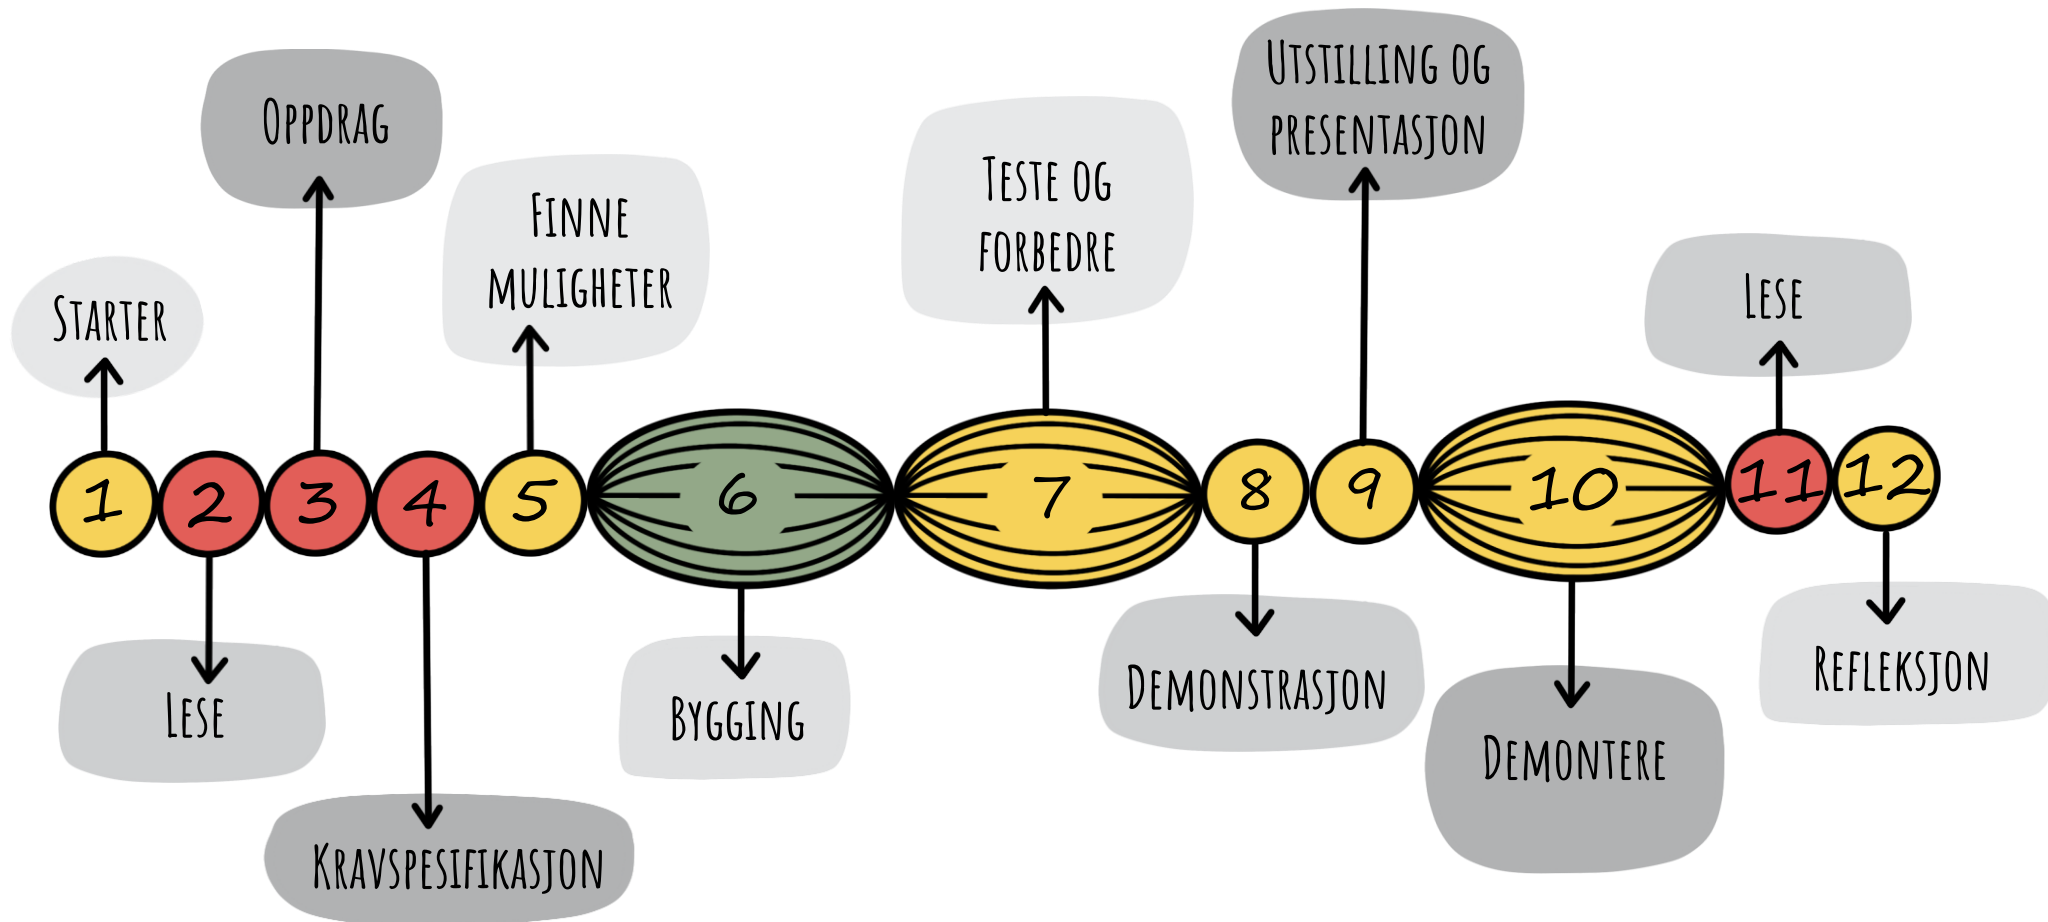 Utstilling og
presentasjon
Oppdrag
Teste og
forbedre
Finne
muligheter
Lese
Starter
1
2
3
4
5
6
7
8
9
10
11
12
Lese
Bygging
Demonstrasjon
Refleksjon
Demontere
Kravspesifikasjon